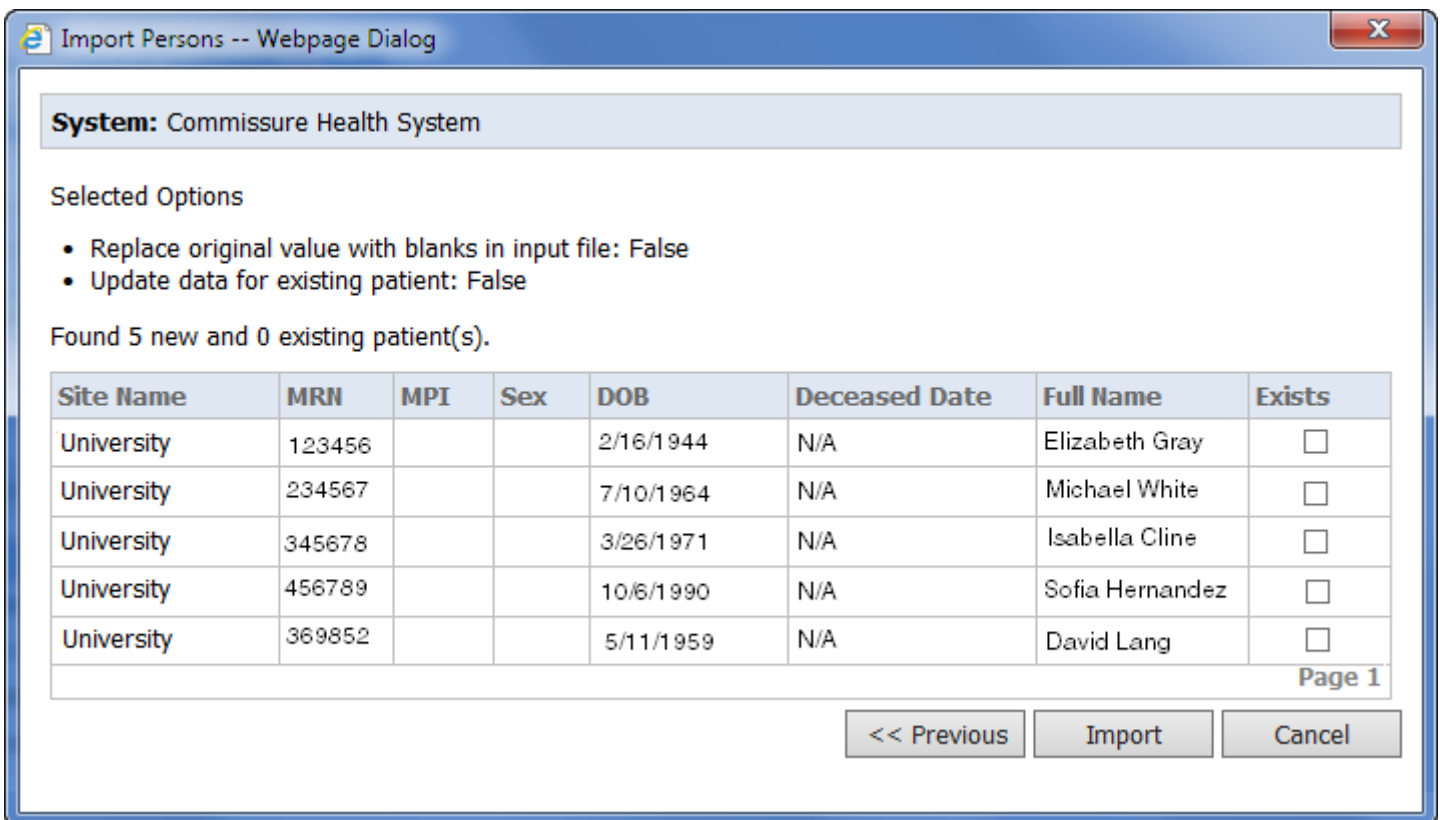 Import Persons -- Webpage Dialog
x
System: Commissure Health System
Selected Options
• Replace original value with blanks in input file: False
• Update data for existing patient: False
Found 5 new and 0 existing patient(s).
Site Name MRN MPI Sex DOB Deceased Date Full Name Exists
University 123456 2/16/1944 N/A Elizabeth Gray
University 234567 7/10/1964 N/A Michael White
University 345678 3/26/1971 N/A Isabella Cline
University 456789 10/6/1990 N/A Sofia Hernandez
University 369852 5/11/1959 N/A David Lang
Page 1
<< Previous Import Cancel